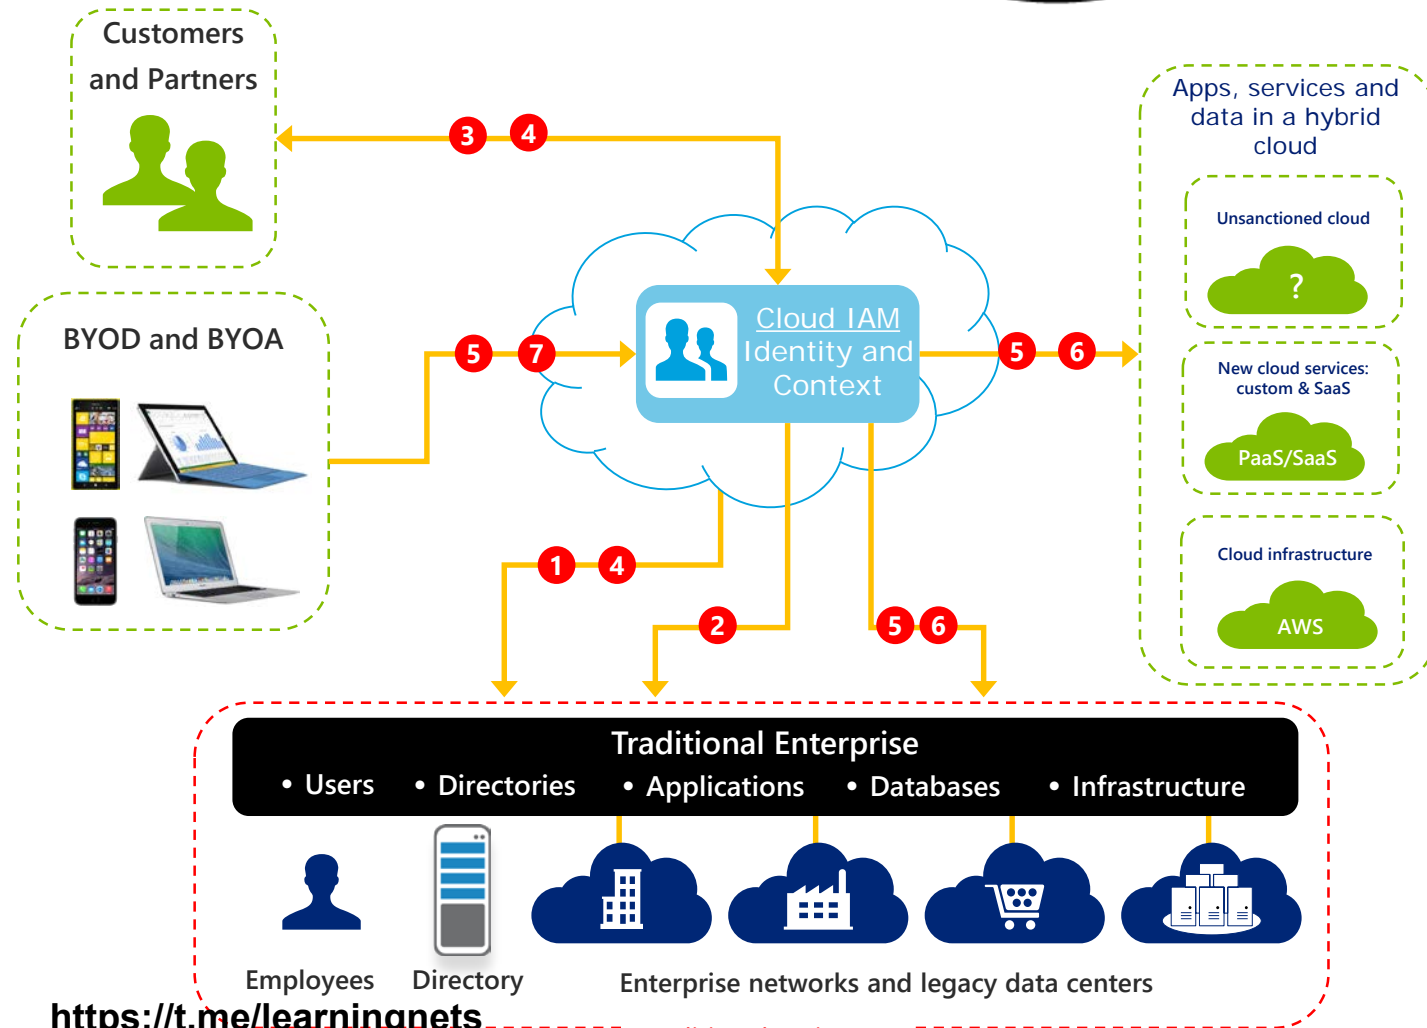 Customers
and Partners
Apps, services and
data in a hybrid
cloud
3 4
Unsanctioned cloud
?
BYOD and BYOA
Cloud IAM
Identity and
Context
5 7
5 6
New cloud services:
custom & SaaS
PaaS/SaaS
1 4
Cloud infrastructure
AWS
2
5 6
Traditional Enterprise
• Users • Directories • Applications • Databases • Infrastructure
Employees Directory Enterprise networks and legacy data centers
https://t.me/learningnets